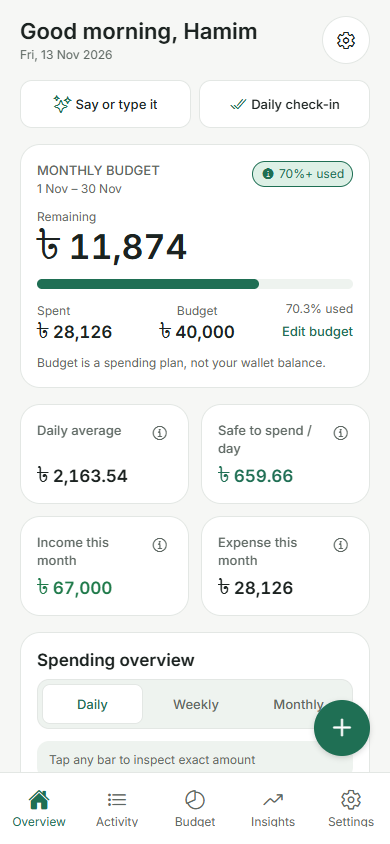 Good morning, Hamim
Fri, 13 Nov 2026
Say or type it
Daily check-in
MONTHLY BUDGET
1 Nov – 30 Nov
70%+ used
Remaining
৳ 11,874
Spent
৳ 28,126
Budget
৳ 40,000
70.3% used
Edit budget
Budget is a spending plan, not your wallet balance.
Daily average
৳ 2,163.54
Safe to spend /
day
৳ 659.66
Income this
month
৳ 67,000
Expense this
month
৳ 28,126
Spending overview
Daily
Weekly
Monthly
Tap any bar to inspect exact amount
Overview
Activity
Budget
Insights
Settings